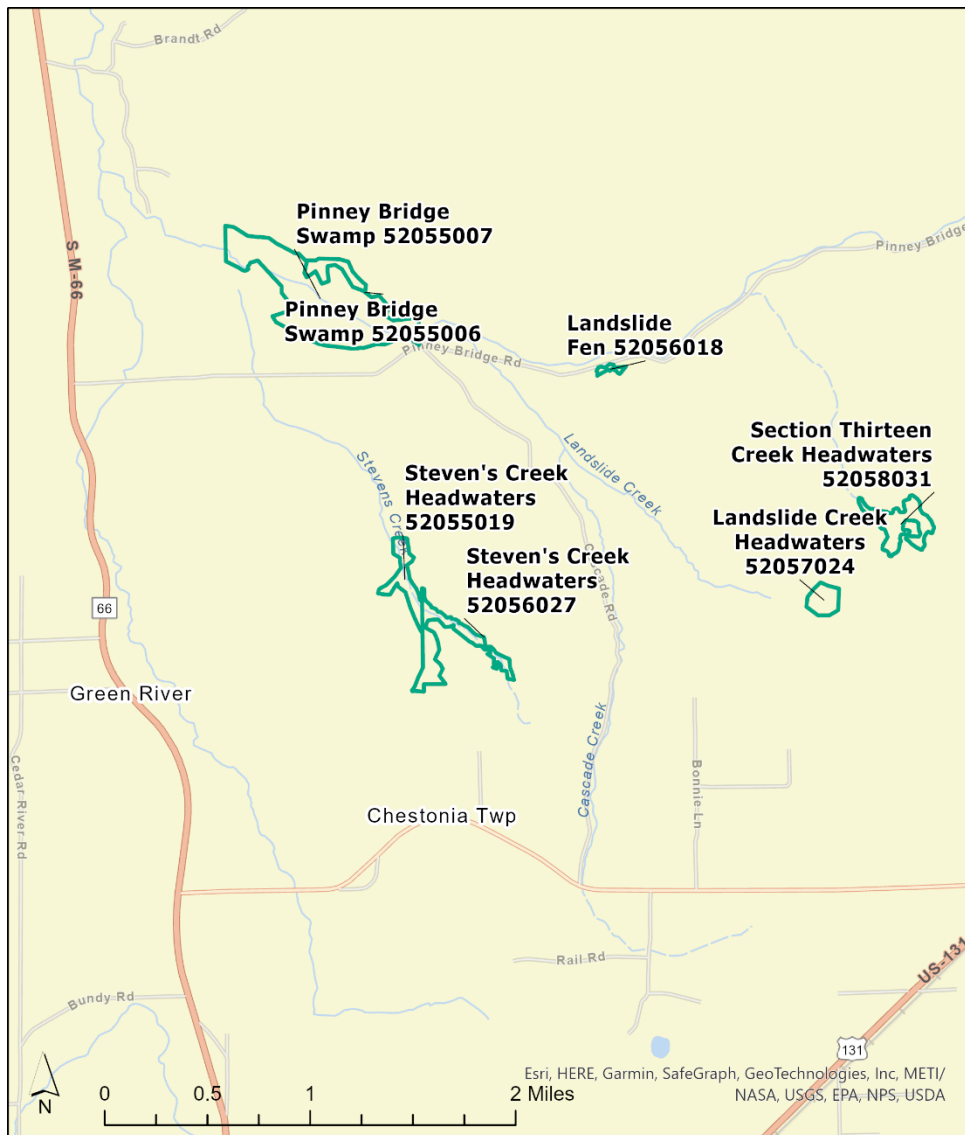 Brandt Rd
S M-66
Pinney Bridge
Swamp 52055007
Pinney Bridge
Pinney Bridge
Swamp 52055006
Landslide
Fen 52056018
Pinney Bridge Rd
Section Thirteen
Creek Headwaters
52058031
Landslide Creek
Stevens Creek
Steven's Creek
Headwaters
52055019
Landslide Creek
Headwaters
52057024
Steven's Creek
Headwaters
52056027
Cascade Rd
66
Green River
Cedar River Rd
Cascade Creek
Bonnie Ln
Chestonia Twp
Rail Rd
US-131
Bundy Rd
131
N
0 0.5 1 2 Miles
Esri, HERE, Garmin, SafeGraph, GeoTechnologies, Inc, METI/
NASA, USGS, EPA, NPS, USDA